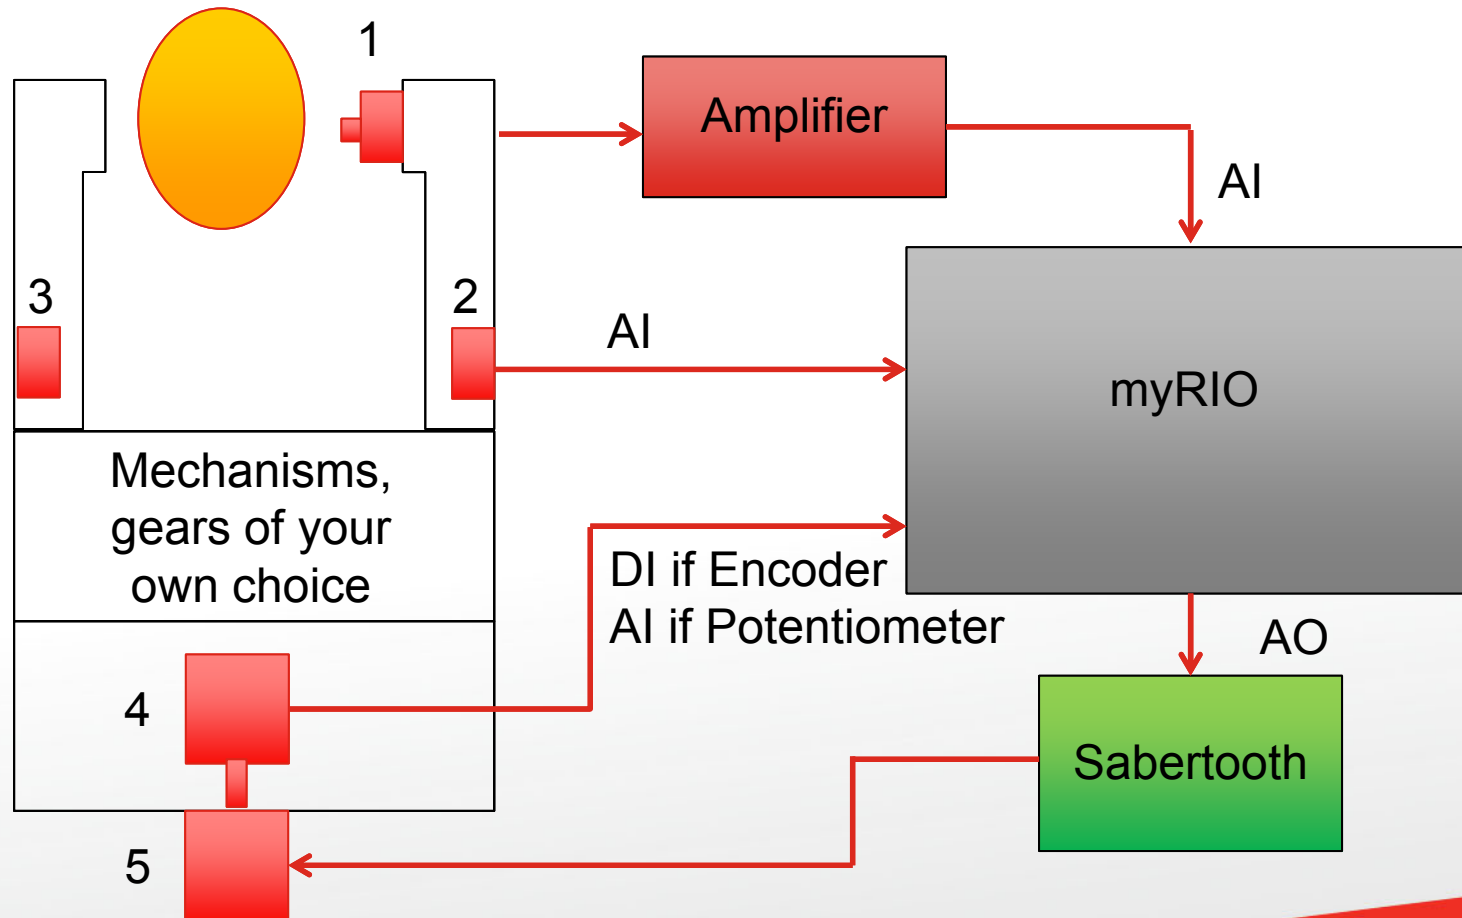 1
Amplifier
AI
3
2
AI
myRIO
Mechanisms,
gears of your
own choice
DI if Encoder
AI if Potentiometer
AO
4
Sabertooth
5